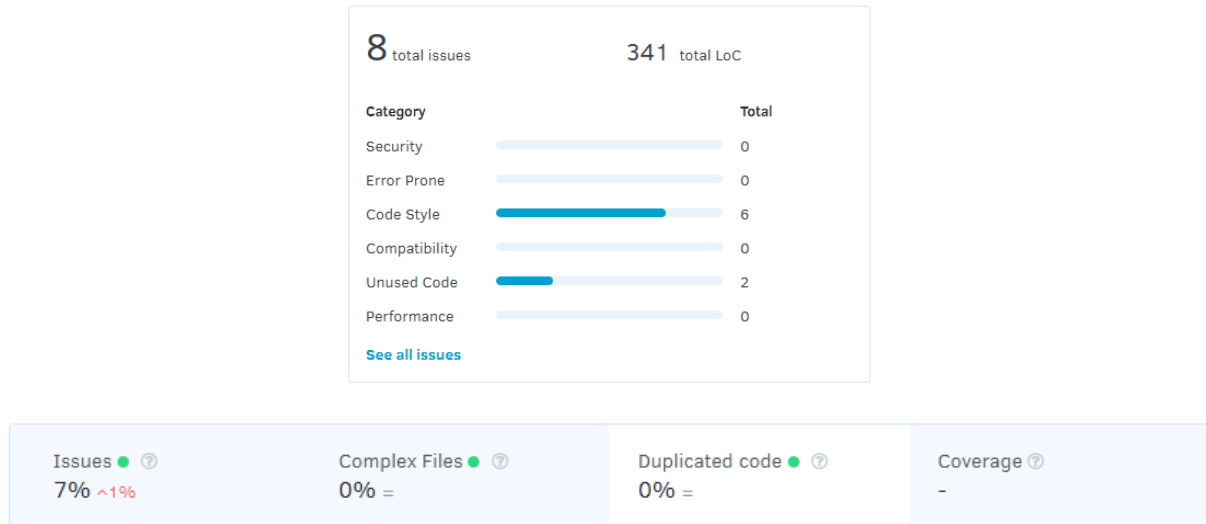 8 total issues 341 total LoC
Category Total
Security 0
Error Prone 0
Code Style 6
Compatibility 0
Unused Code 2
Performance 0
See all issues
Issues Complex Files Duplicated code Coverage
7% ^1% 0% = 0% = -